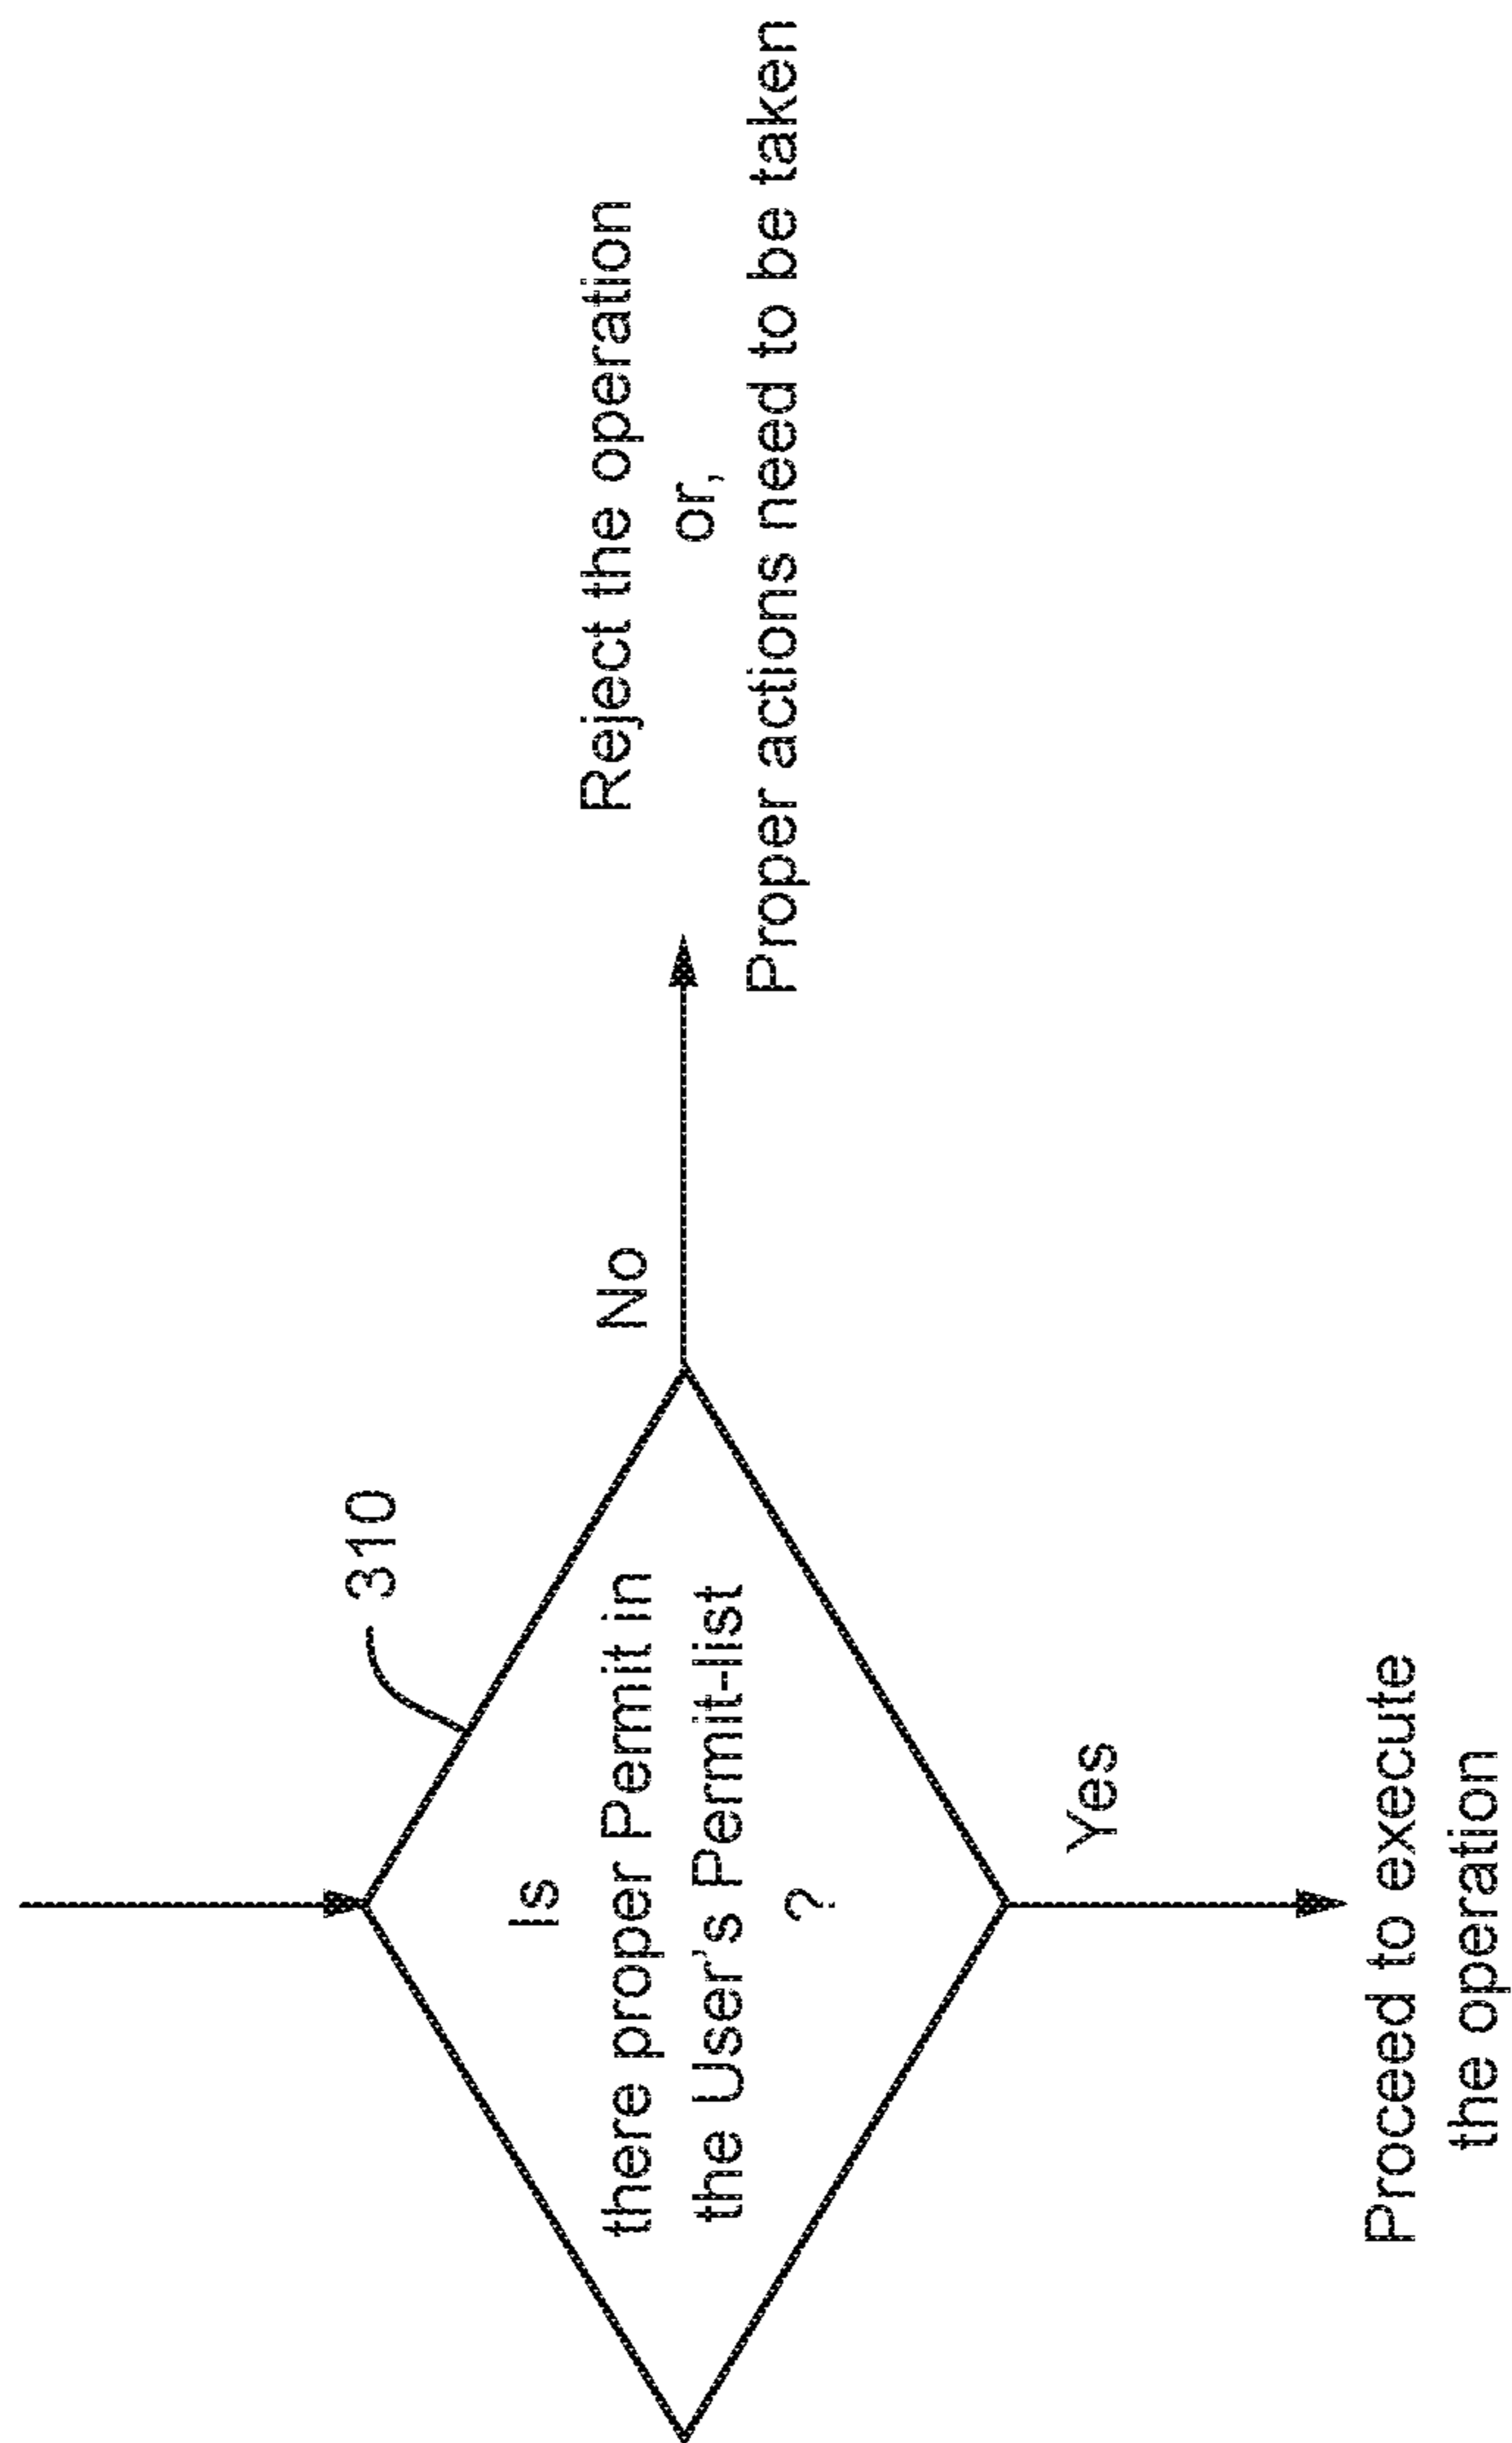 310
Is
there proper Permit in
the User's Permit-list
?
No
Reject the operation
or,
Proper actions need to be taken
Yes
Proceed to execute
the operation